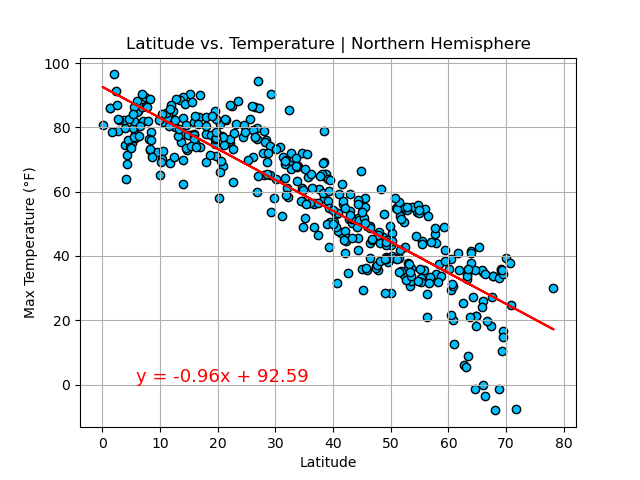 Latitude vs. Temperature | Northern Hemisphere
100
80
60
40
20
0
Max Temperature (°F)
y = -0.96x + 92.59
0 10 20 30 40 50 60 70 80
Latitude